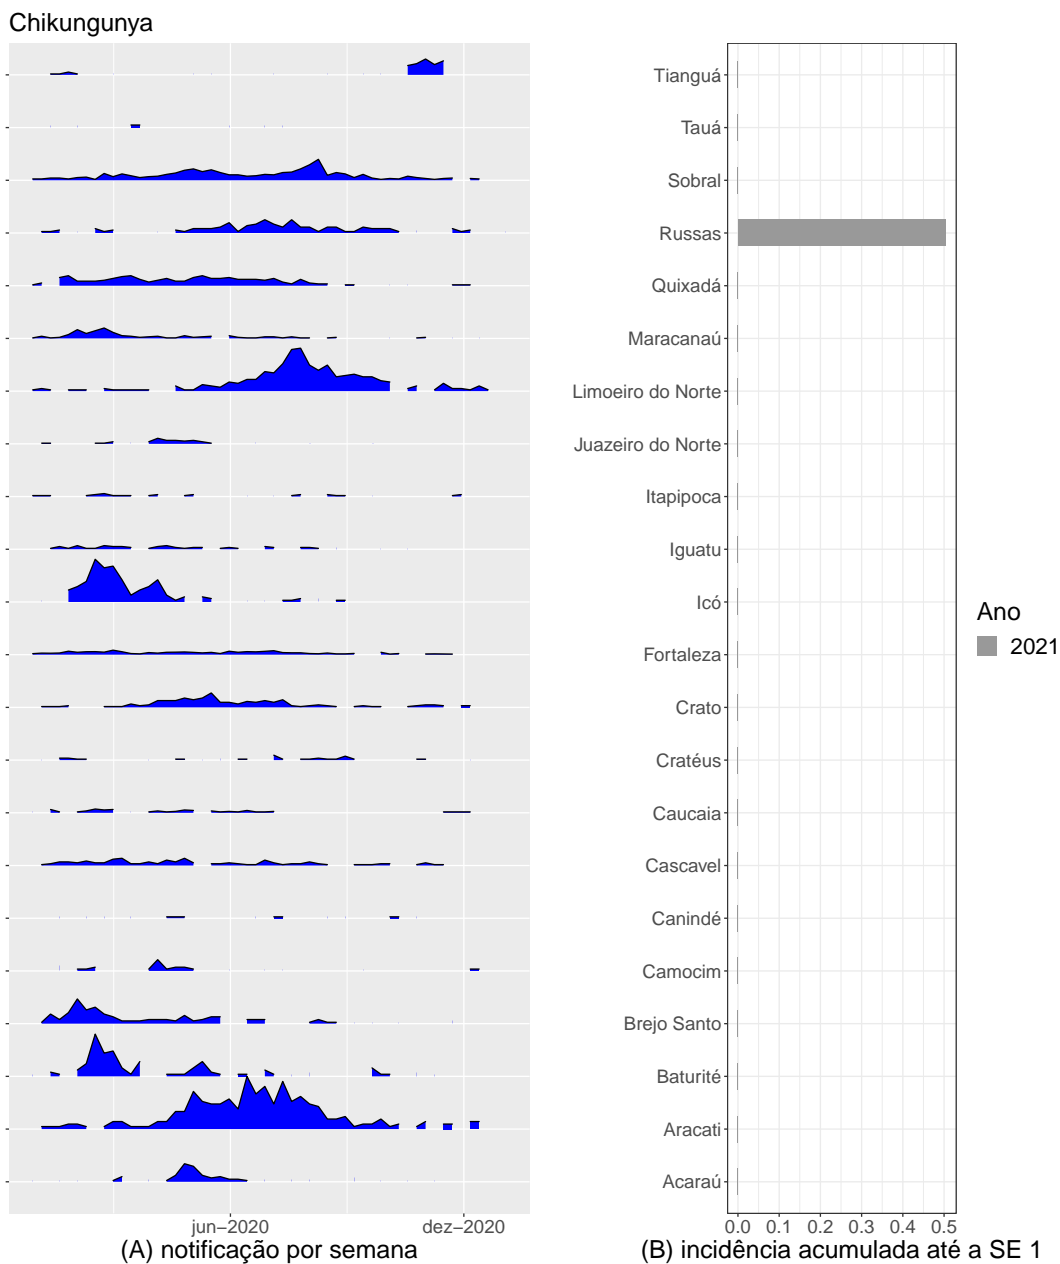 Chikungunya
Tianguá
Tauá
Sobral
Russas
Quixadá
Maracanaú
Limoeiro do Norte
Juazeiro do Norte
Itapipoca
Iguatu
Icó
Fortaleza
Crato
Cratéus
Caucaia
Cascavel
Canindé
Camocim
Brejo Santo
Baturité
Aracati
Acaraú
Ano
2021
jun−2020 dez−2020
0.0 0.1 0.2 0.3 0.4 0.5
(A) notificação por semana
(B) incidência acumulada até a SE 1